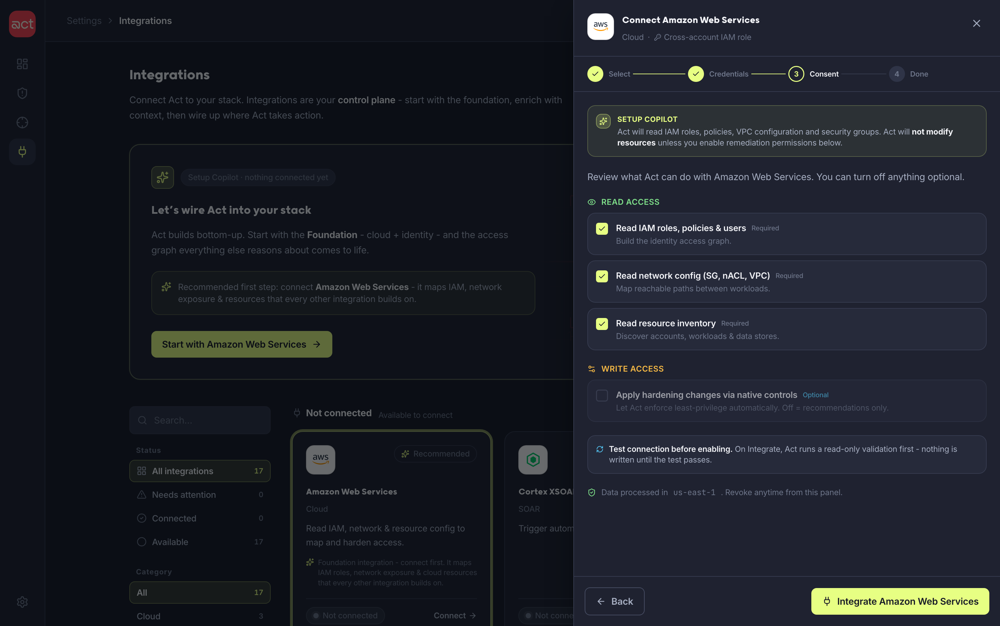 act
Settings > Integrations
Integrations
Connect Act to your stack. Integrations are your control plane - start with the foundation, enrich with
context, then wire up where Act takes action.
Setup Copilot · nothing connected yet
Let's wire Act into your stack
Act builds bottom-up. Start with the Foundation - cloud + identity - and the access
graph everything else reasons about comes to life.
Recommended first step: connect Amazon Web Services - it maps IAM, network
exposure & resources that every other integration builds on.
Start with Amazon Web Services →
Search...
Status
All integrations 17
Needs attention 0
Connected 0
Available 17
Category
All 17
Cloud 3
Not connected Available to connect
aws
Recommended
Amazon Web Services
Cloud
Read IAM, network & resource config to
map and harden access.
Foundation integration - connect first. It maps
IAM roles, network exposure & cloud resources
that every other integration builds on.
Not connected
Connect →
Cortex XSOA
SOAR
Trigger autom
Not conne
aws
Connect Amazon Web Services
Cloud · Cross-account IAM role
Select
Credentials
3 Consent
4 Done
SETUP COPILOT
Act will read IAM roles, policies, VPC configuration and security groups. Act will not modify
resources unless you enable remediation permissions below.
Review what Act can do with Amazon Web Services. You can turn off anything optional.
READ ACCESS
Read IAM roles, policies & users Required
Build the identity access graph.
Read network config (SG, nACL, VPC) Required
Map reachable paths between workloads.
Read resource inventory Required
Discover accounts, workloads & data stores.
WRITE ACCESS
Apply hardening changes via native controls Optional
Let Act enforce least-privilege automatically. Off = recommendations only.
Test connection before enabling. On Integrate, Act runs a read-only validation first - nothing is
written until the test passes.
Data processed in us-east-1 . Revoke anytime from this panel.
← Back
Integrate Amazon Web Services